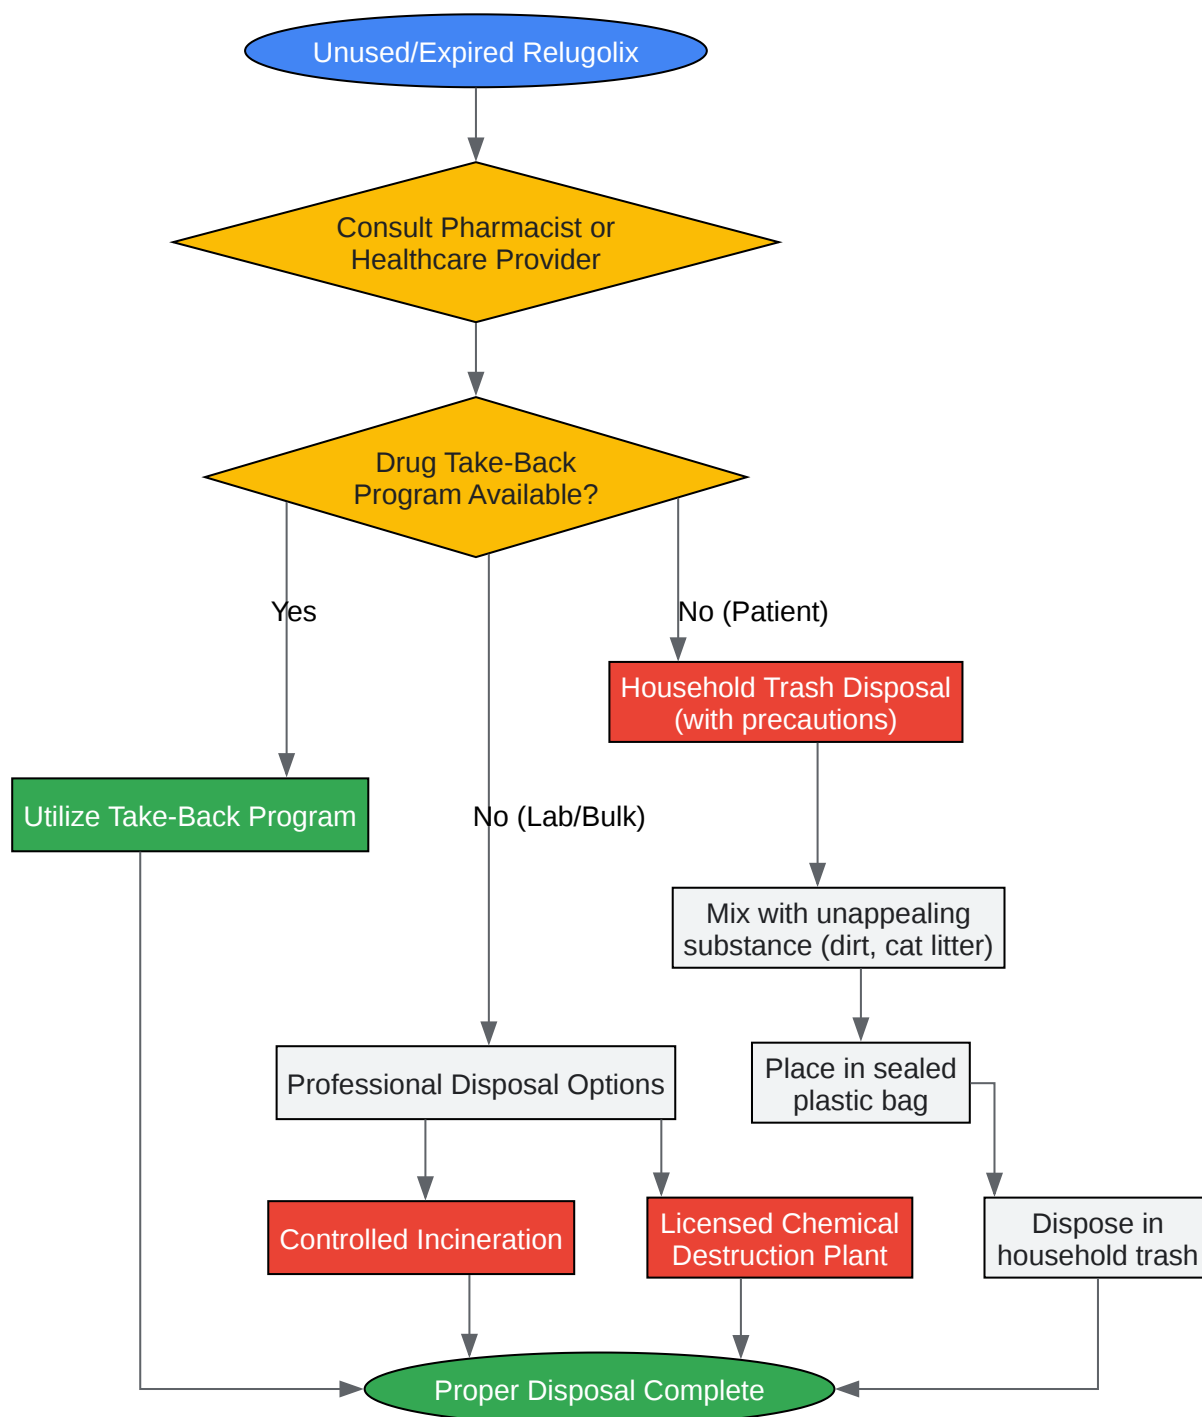 Unused/Expired Relugolix
Consult Pharmacist or
Healthcare Provider
Drug Take-Back
Program Available?
Yes
No (Patient)
Household Trash Disposal
(with precautions)
Utilize Take-Back Program
No (Lab/Bulk)
Mix with unappealing
substance (dirt, cat litter)
Professional Disposal Options
Place in sealed
plastic bag
Controlled Incineration
Licensed Chemical
Destruction Plant
Dispose in
household trash
Proper Disposal Complete